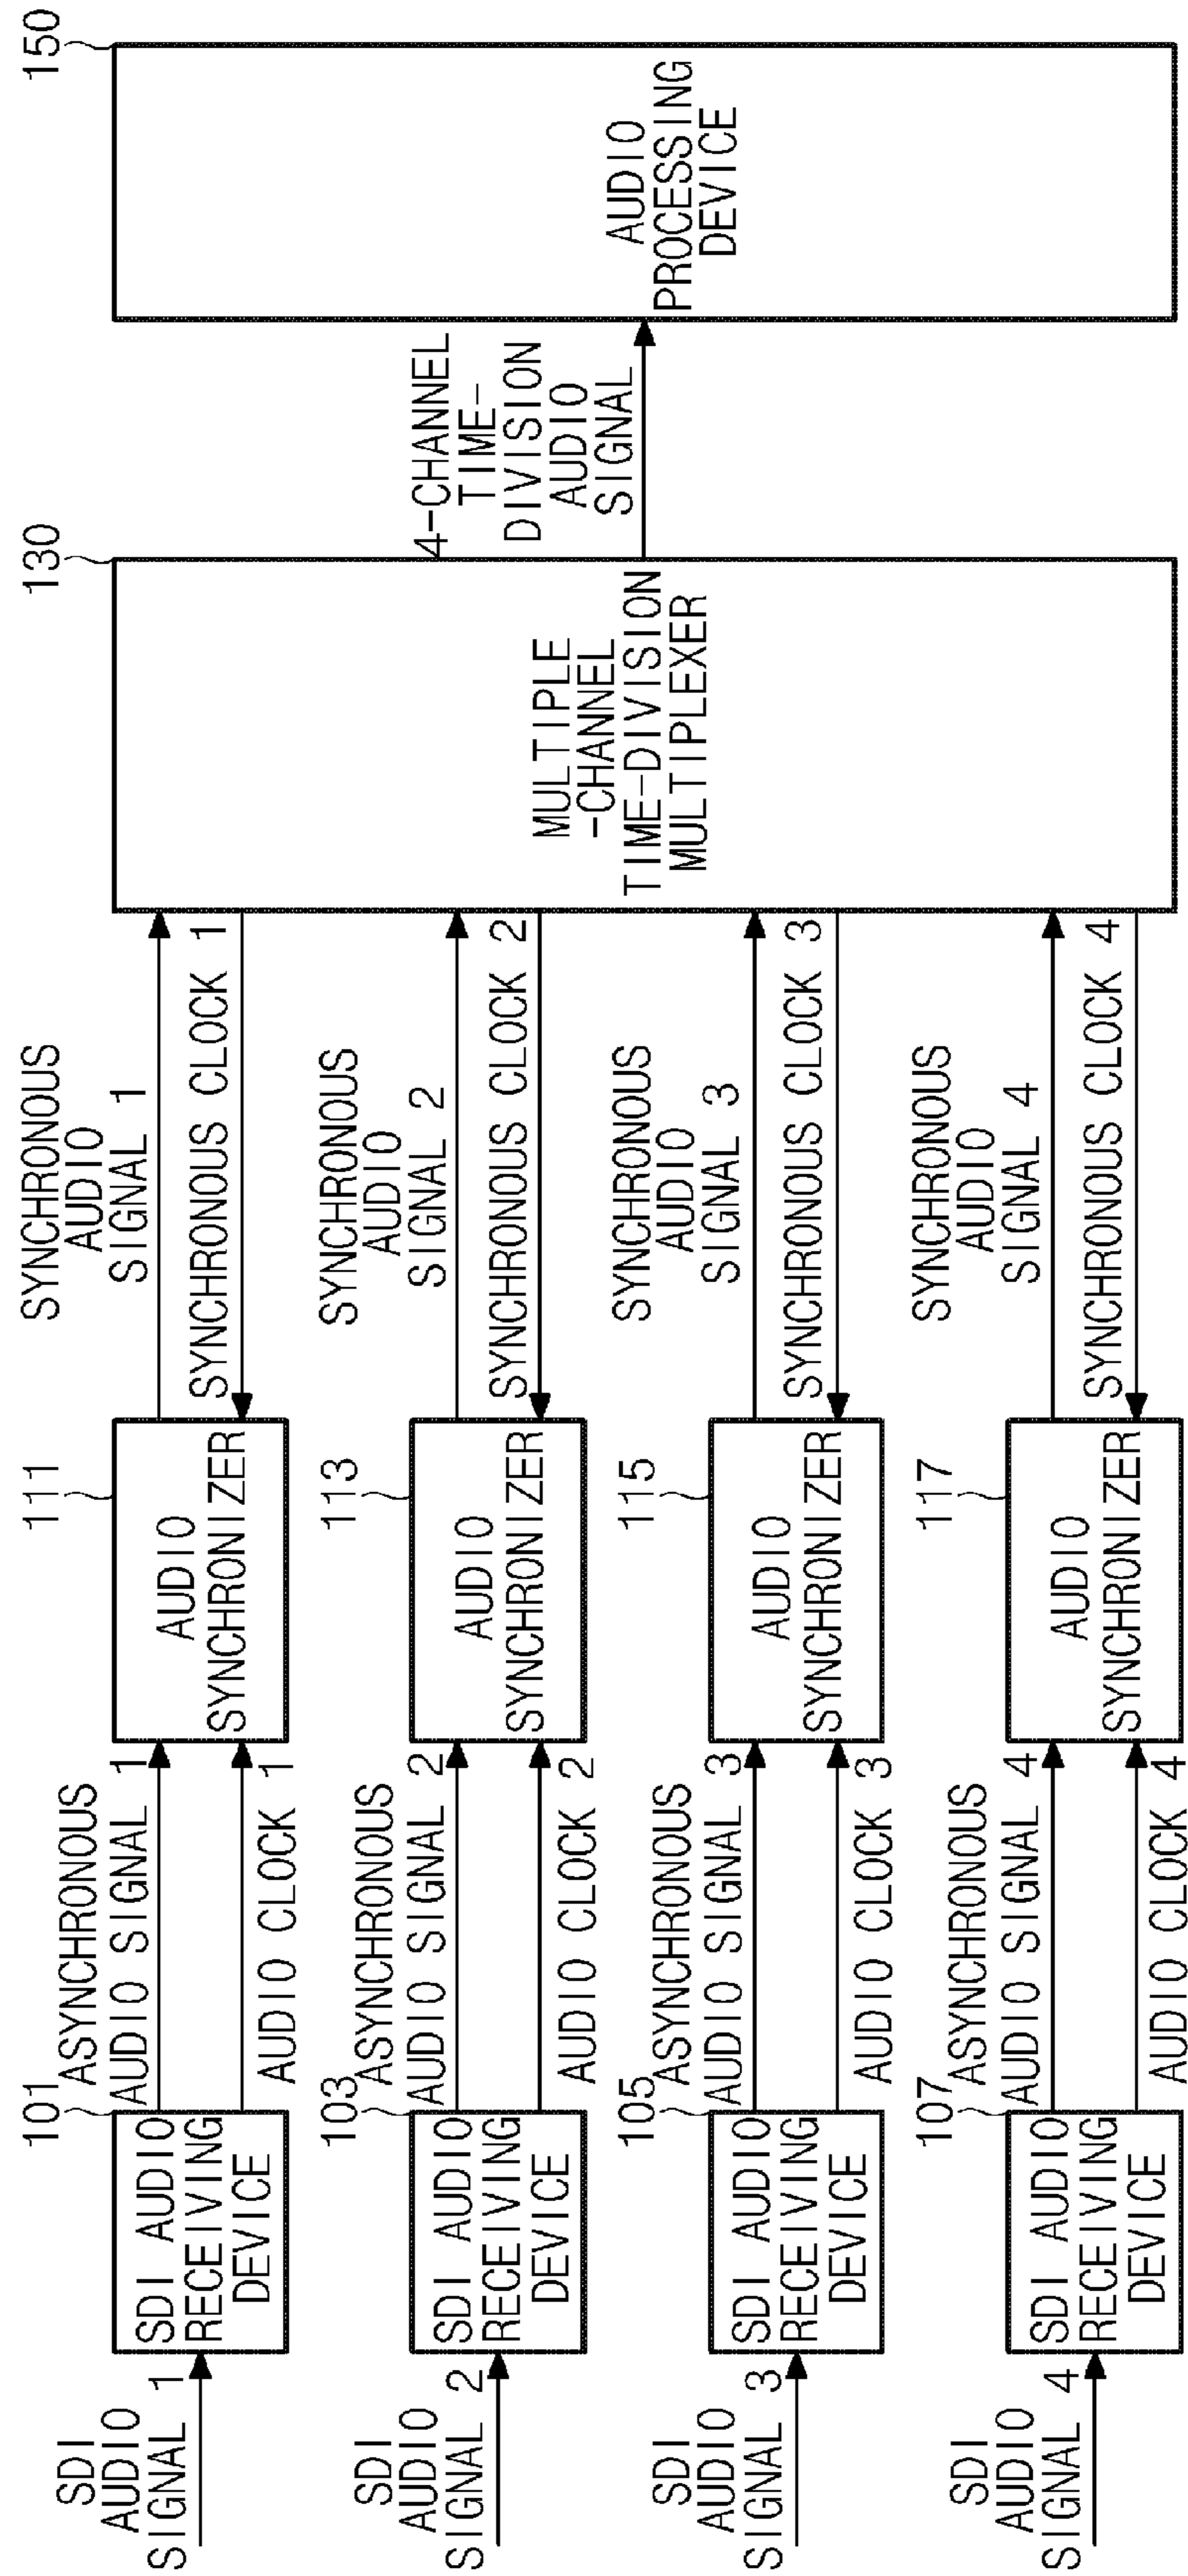 SDI
AUDIO
SIGNAL 1
101
SDI AUDIO
RECEIVING
DEVICE
ASYNCHRONOUS
AUDIO SIGNAL 1
AUDIO CLOCK 1
111
AUDIO
SYNCHRONIZER
SYNCHRONOUS
AUDIO
SIGNAL 1
SYNCHRONOUS CLOCK 1
SDI
AUDIO
SIGNAL 2
103
SDI AUDIO
RECEIVING
DEVICE
ASYNCHRONOUS
AUDIO SIGNAL 2
AUDIO CLOCK 2
113
AUDIO
SYNCHRONIZER
SYNCHRONOUS
AUDIO
SIGNAL 2
SYNCHRONOUS CLOCK 2
SDI
AUDIO
SIGNAL 3
105
SDI AUDIO
RECEIVING
DEVICE
ASYNCHRONOUS
AUDIO SIGNAL 3
AUDIO CLOCK 3
115
AUDIO
SYNCHRONIZER
SYNCHRONOUS
AUDIO
SIGNAL 3
SYNCHRONOUS CLOCK 3
SDI
AUDIO
SIGNAL 4
107
SDI AUDIO
RECEIVING
DEVICE
ASYNCHRONOUS
AUDIO SIGNAL 4
AUDIO CLOCK 4
117
AUDIO
SYNCHRONIZER
SYNCHRONOUS
AUDIO
SIGNAL 4
SYNCHRONOUS CLOCK 4
130
MULTIPLE
-CHANNEL
TIME-DIVISION
MULTIPLEXER
4-CHANNEL
TIME-
DIVISION
AUDIO
SIGNAL
150
AUDIO
PROCESSING
DEVICE